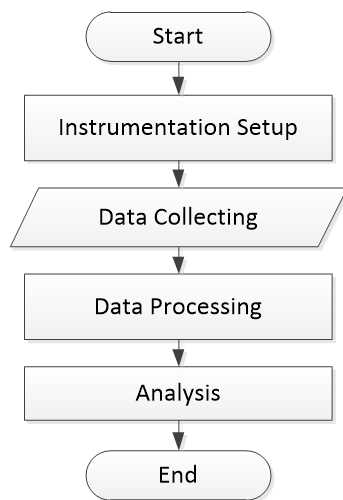 Start
Instrumentation Setup
Data Collecting
Data Processing
Analysis
End